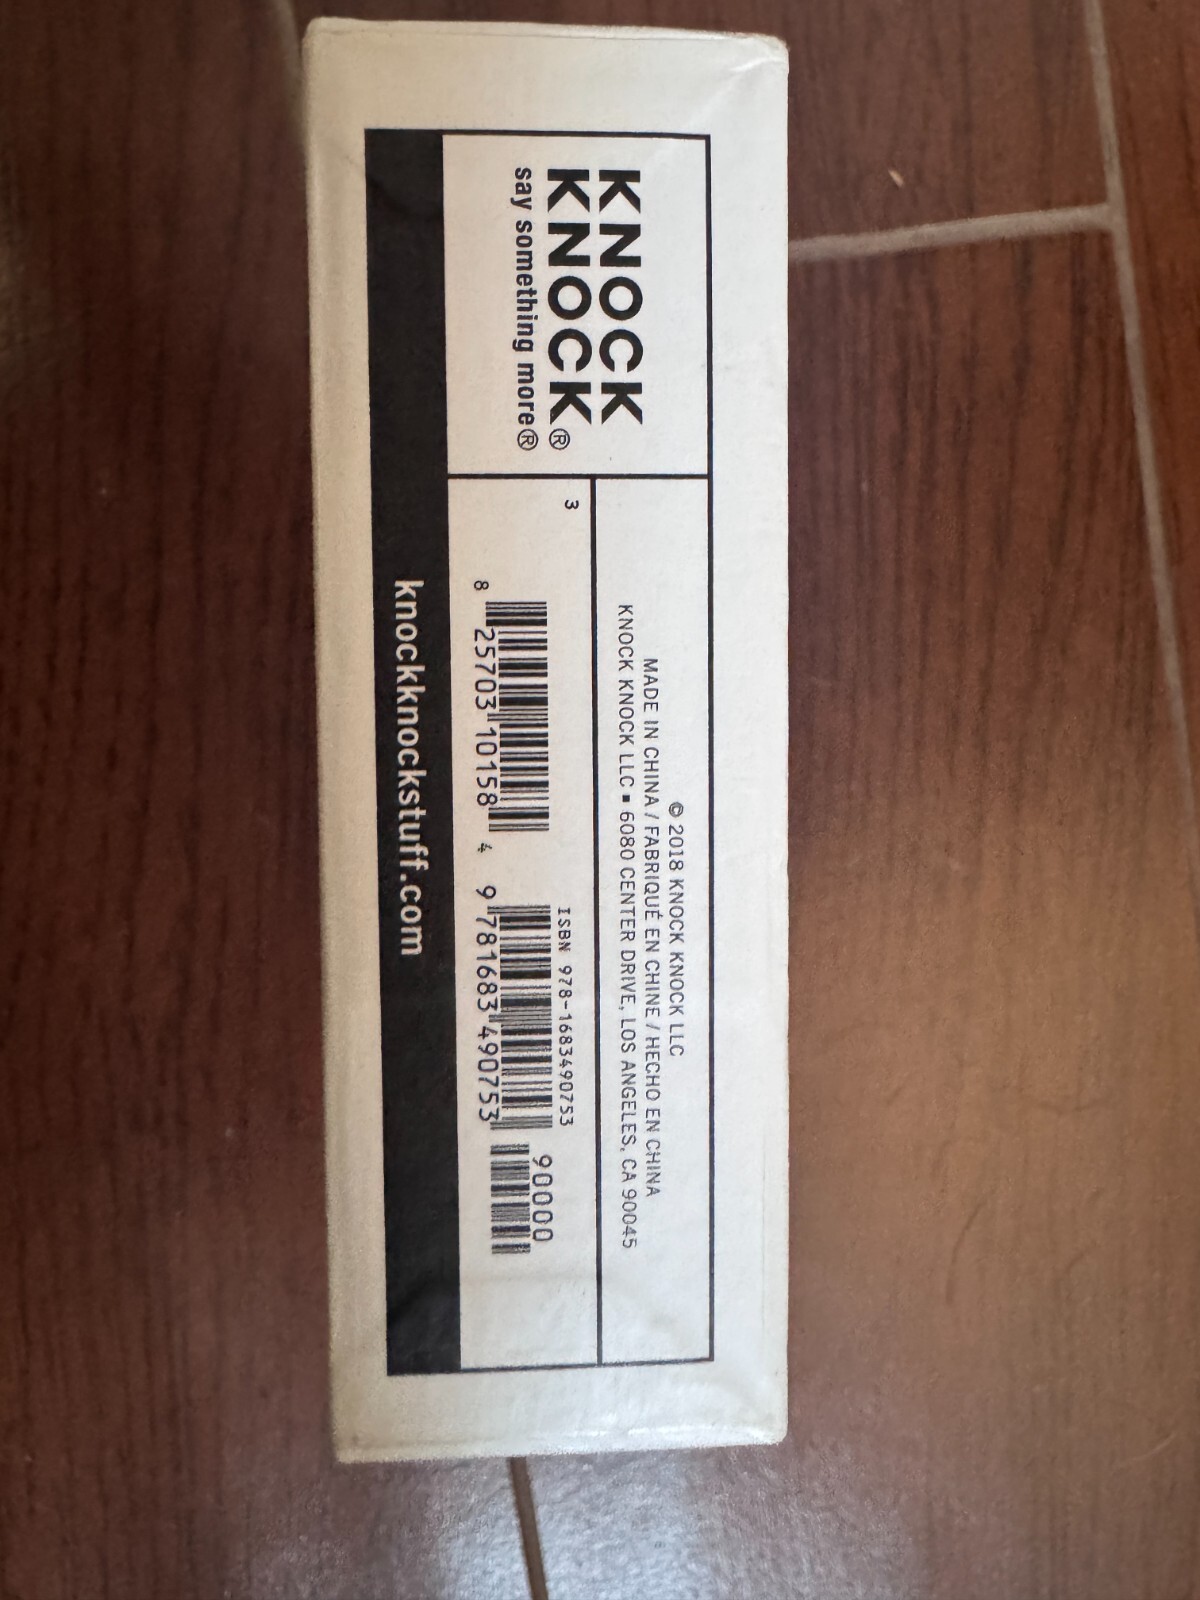 KNOCK
KNOCK®
say something more®
© 2018 KNOCK KNOCK LLC
MADE IN CHINA / FABRIQUÉ EN CHINE / HECHO EN CHINA
KNOCK KNOCK LLC ▪ 6080 CENTER DRIVE, LOS ANGELES, CA 90045
3
8 25703 10158 4
ISBN 978-1683490753
9 781683 490753
90000
knockknockstuff.com